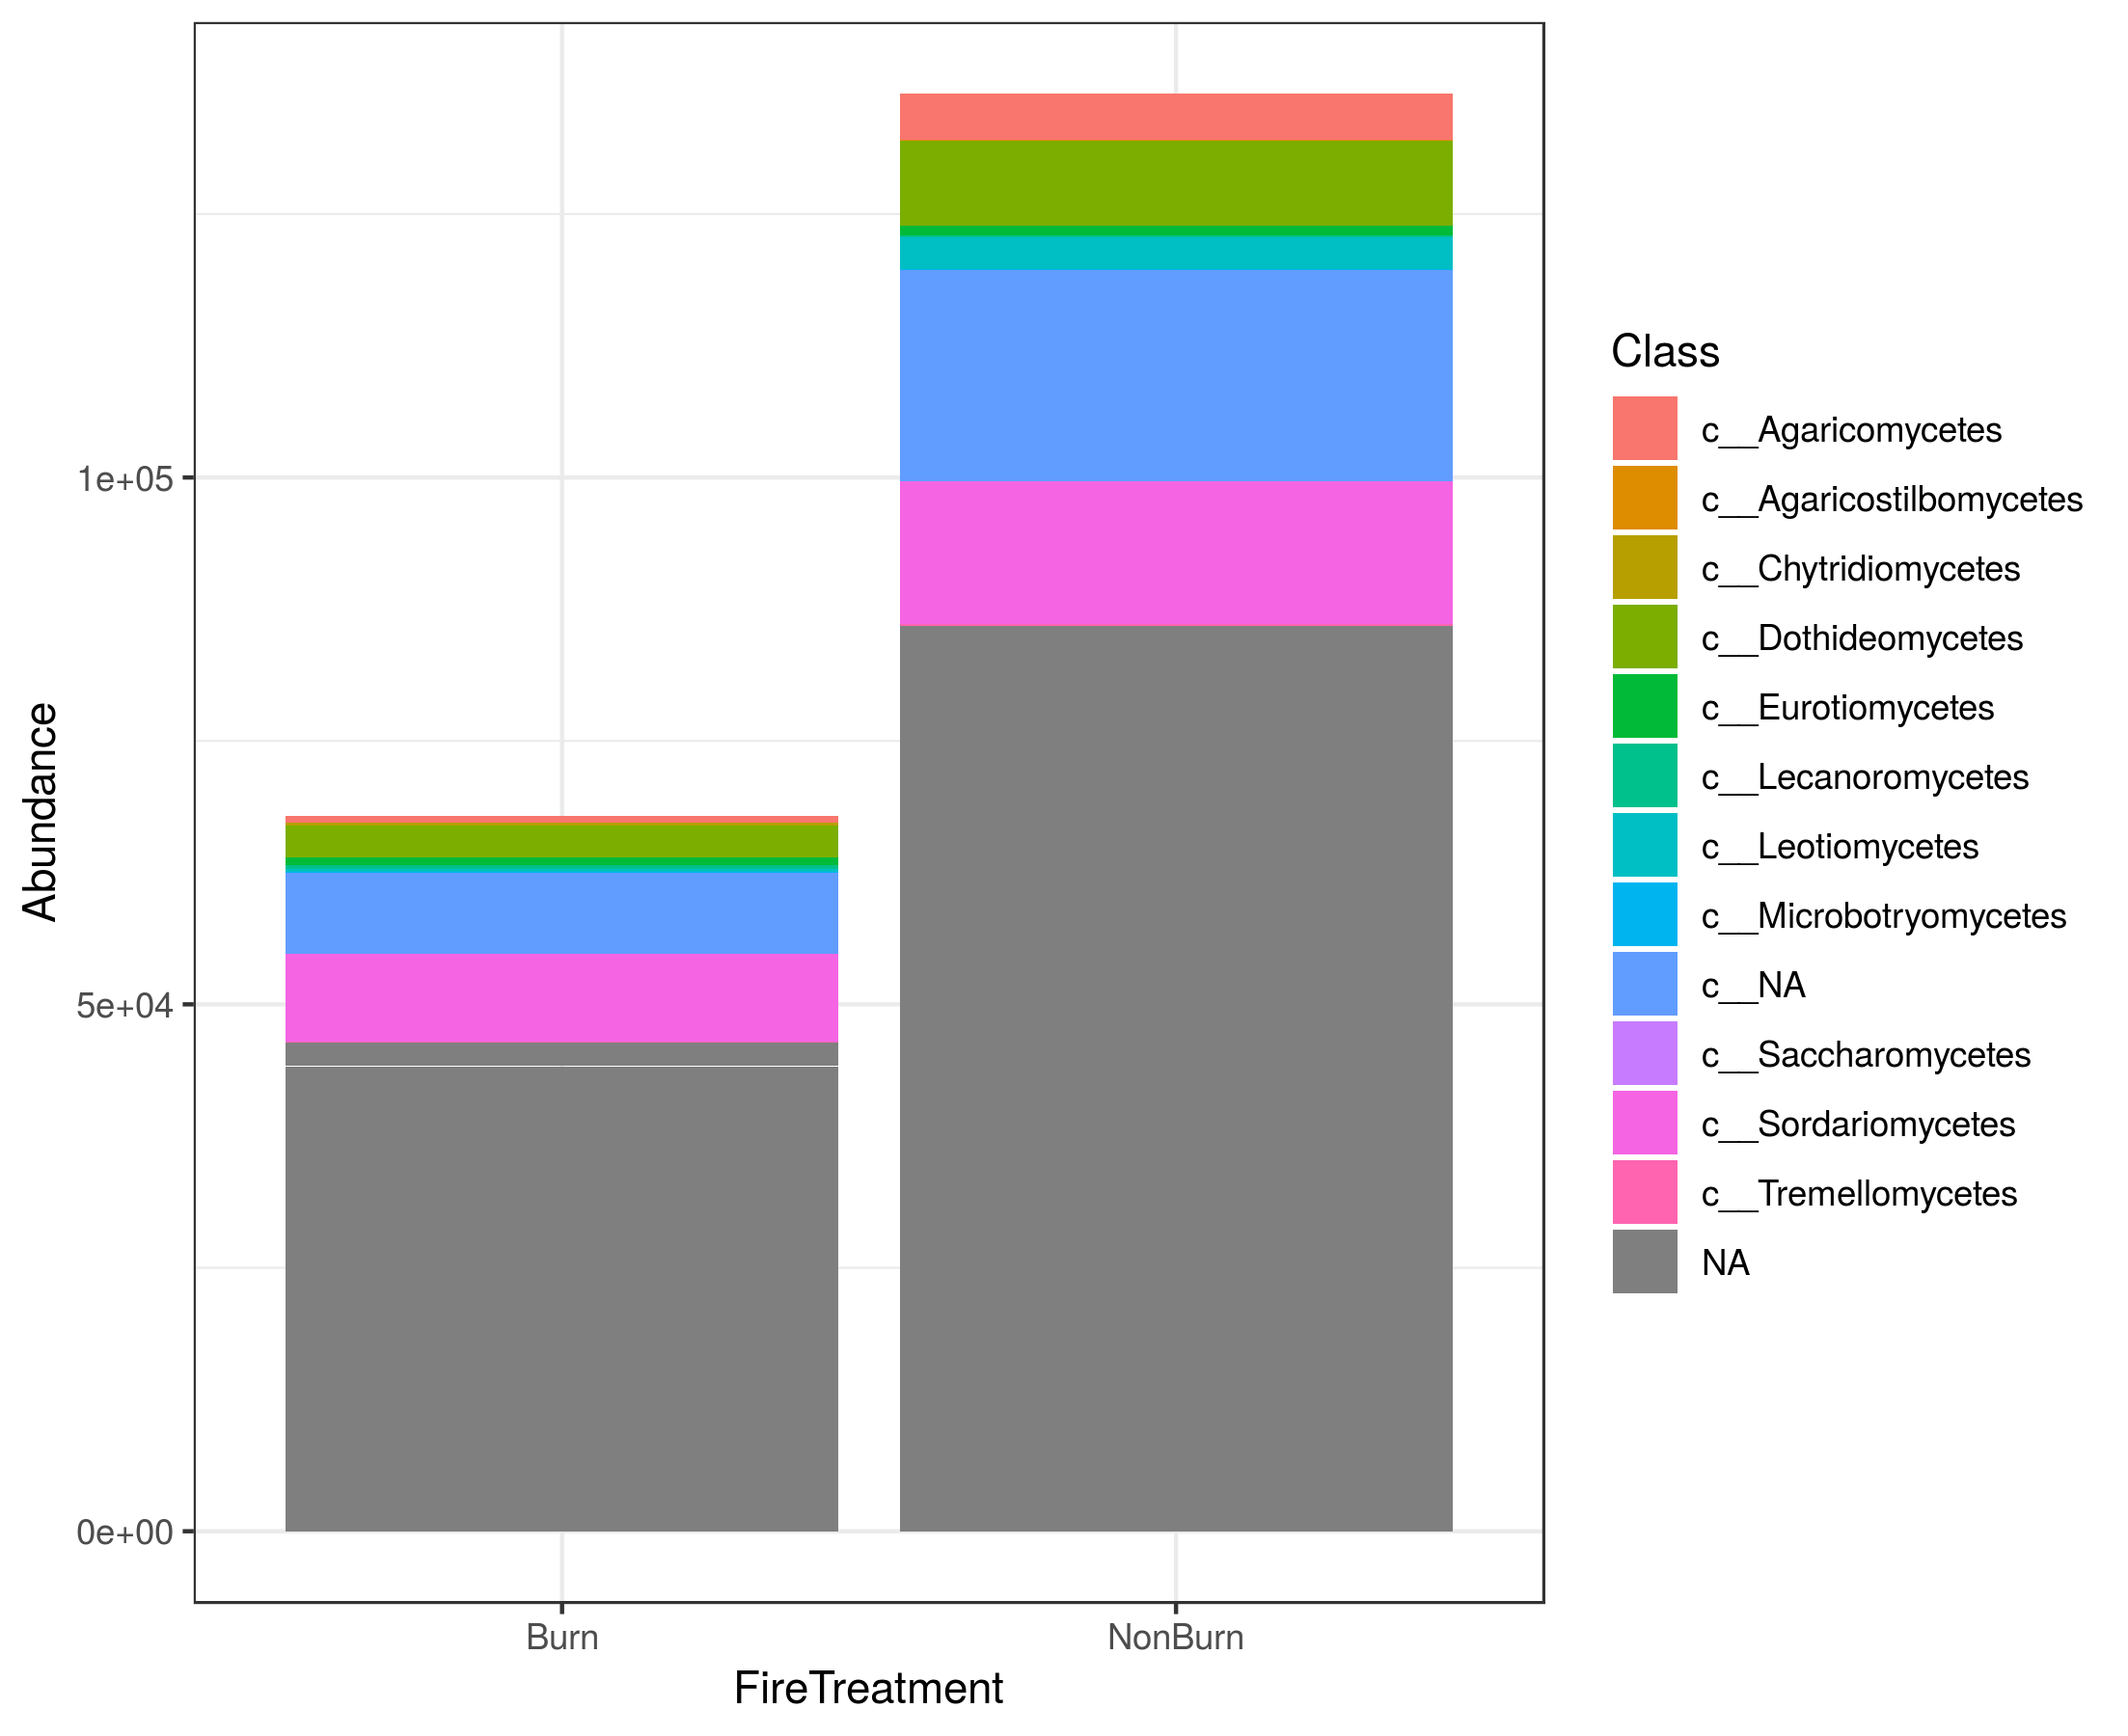 Abundance
1e+05
5e+04
0e+00
Burn
NonBurn
FireTreatment
Class
c__Agaricomycetes
c__Agaricostilbomycetes
c__Chytridiomycetes
c__Dothideomycetes
c__Eurotiomycetes
c__Lecanoromycetes
c__Leotiomycetes
c__Microbotryomycetes
c__NA
c__Saccharomycetes
c__Sordariomycetes
c__Tremellomycetes
NA